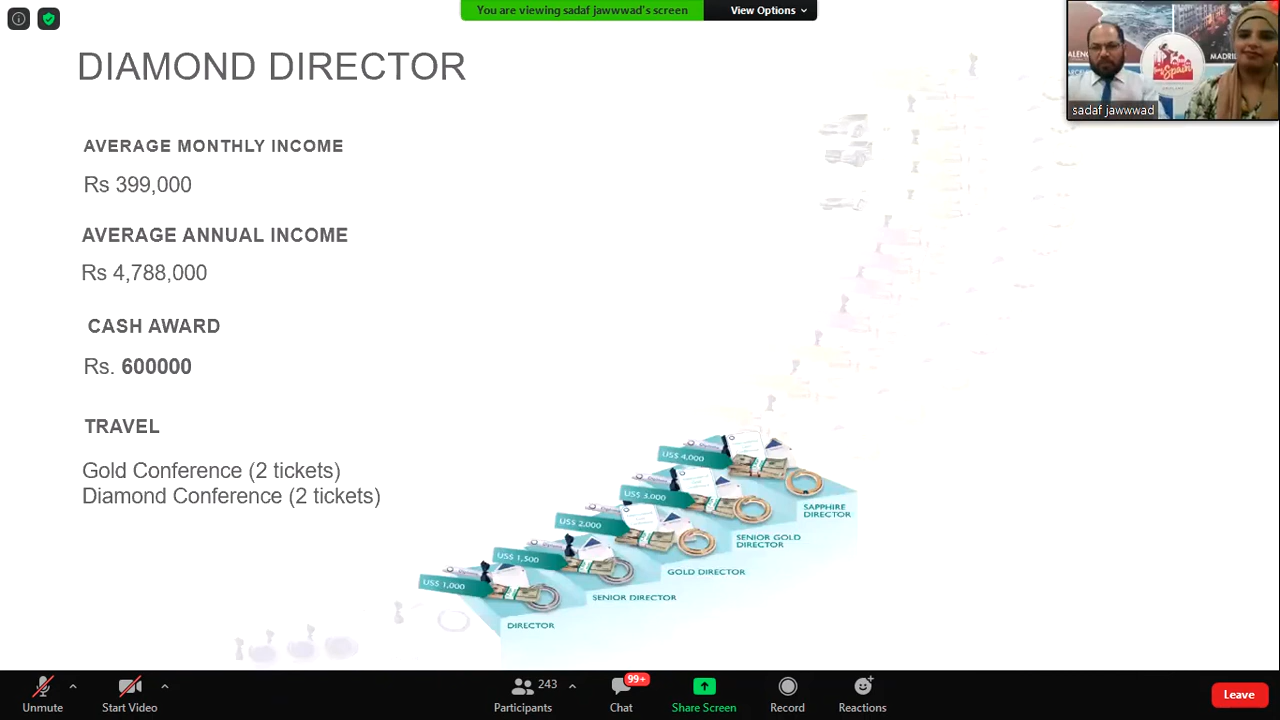 You are viewing sadaf jawwwad's screen
View Options
DIAMOND DIRECTOR
AVERAGE MONTHLY INCOME
Rs 399,000
AVERAGE ANNUAL INCOME
Rs 4,788,000
CASH AWARD
Rs. 600000
TRAVEL
Gold Conference (2 tickets)
Diamond Conference (2 tickets)
MADRI
Spain
sadaf jawwwad
US$ 4,000
SAPPHIRE
DIRECTOR
US$ 3,000
SENIOR GOLD
DIRECTOR
US$ 2,000
GOLD DIRECTOR
US$ 1,500
SENIOR DIRECTOR
US$ 1,000
DIRECTOR
Unmute
Start Video
243
Participants
99+
Chat
Share Screen
Record
Reactions
Leave